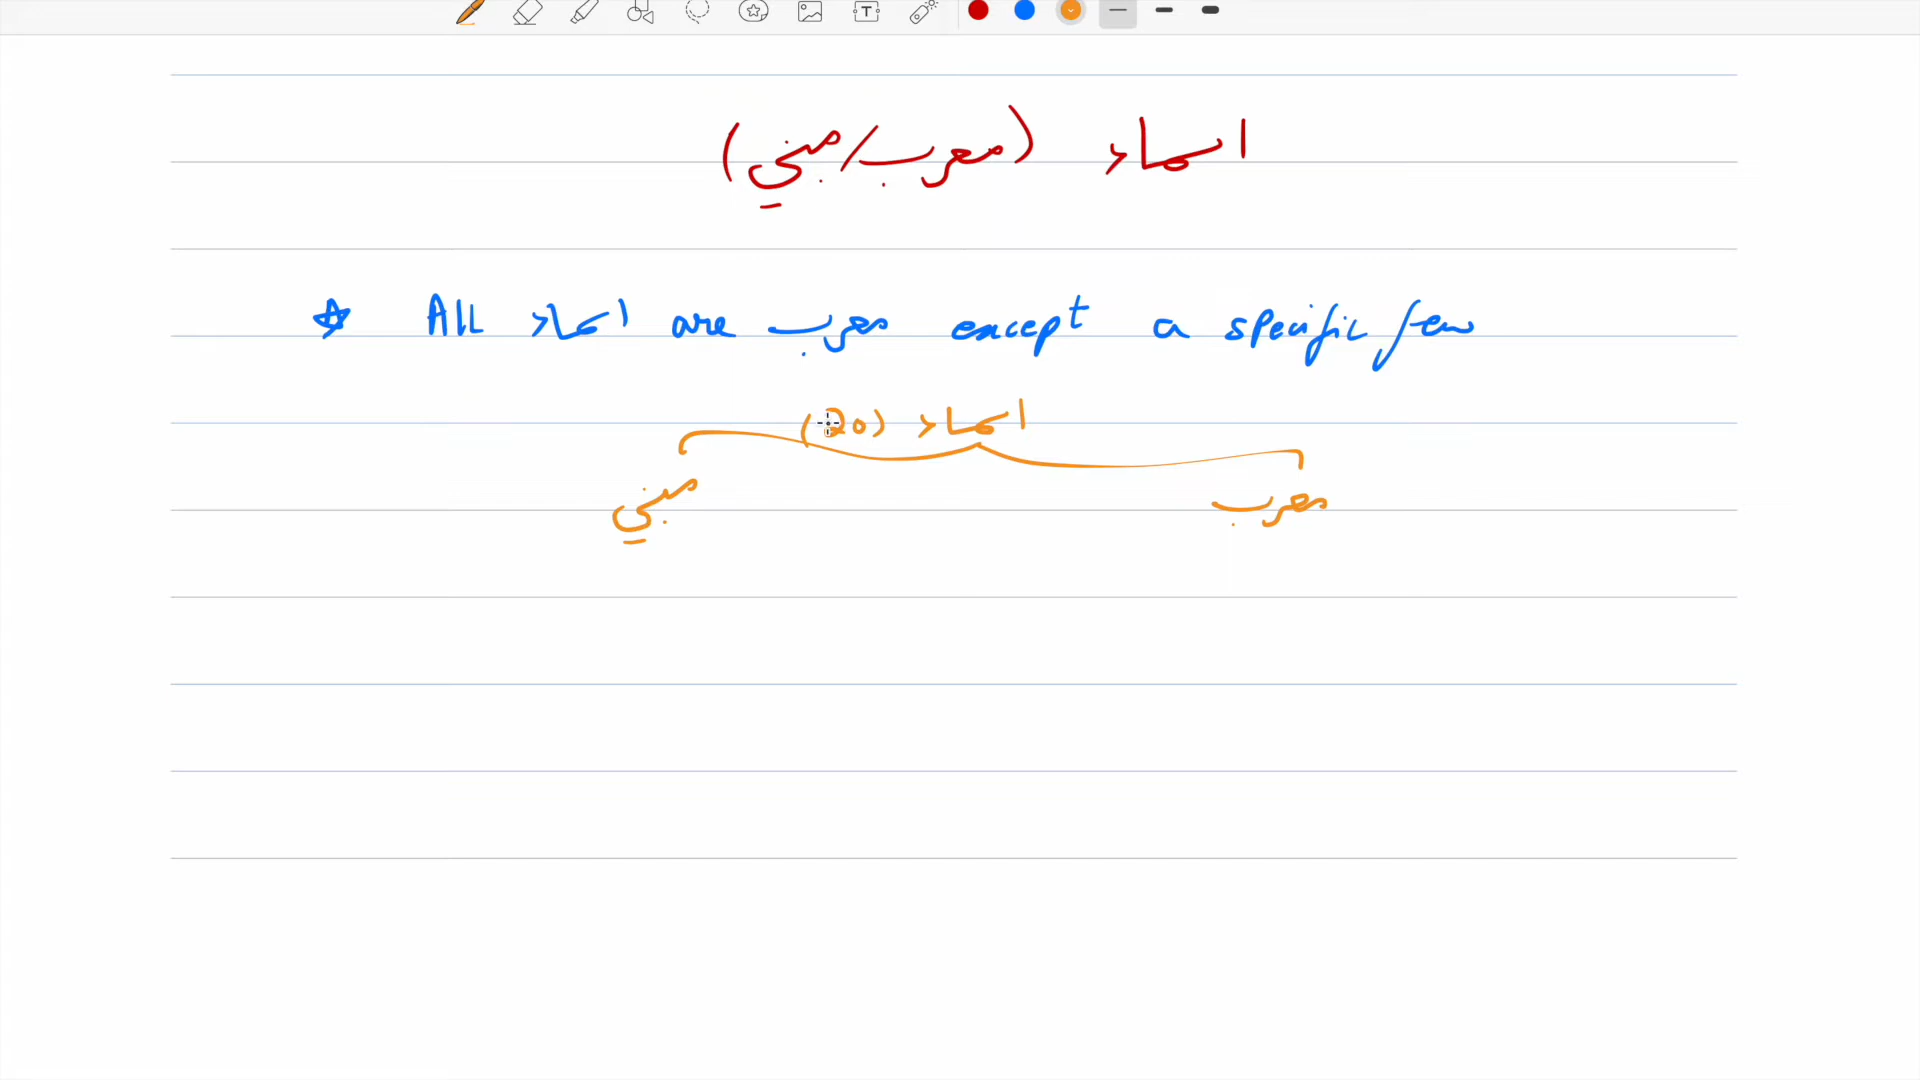 اسماء (معرب/مبني)
All اسماء are معرب except a specific few
اسماء (20)
معرب مبني